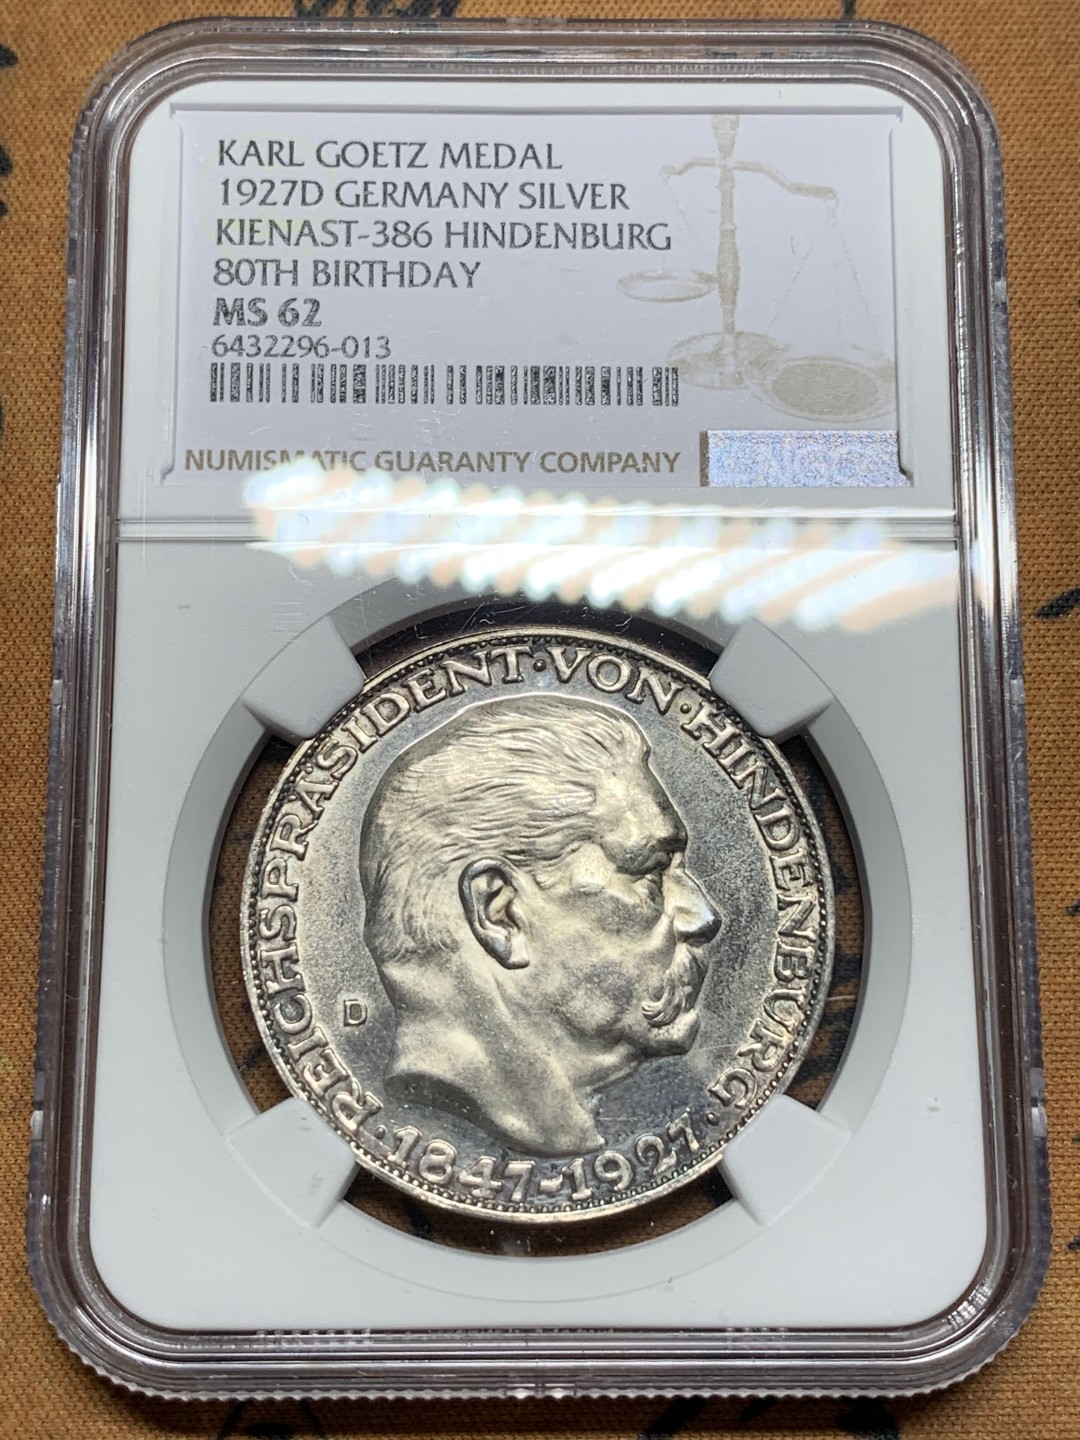 KARL GOETZ MEDAL
1927D GERMANY SILVER
KIENAST-386 HINDENBURG
80TH BIRTHDAY
MS 62
6432296-013
NUMISMATIC GUARANTY COMPANY
REICHSPRÄSIDENT·VON·HINDENBURG
D
·1847-1927·